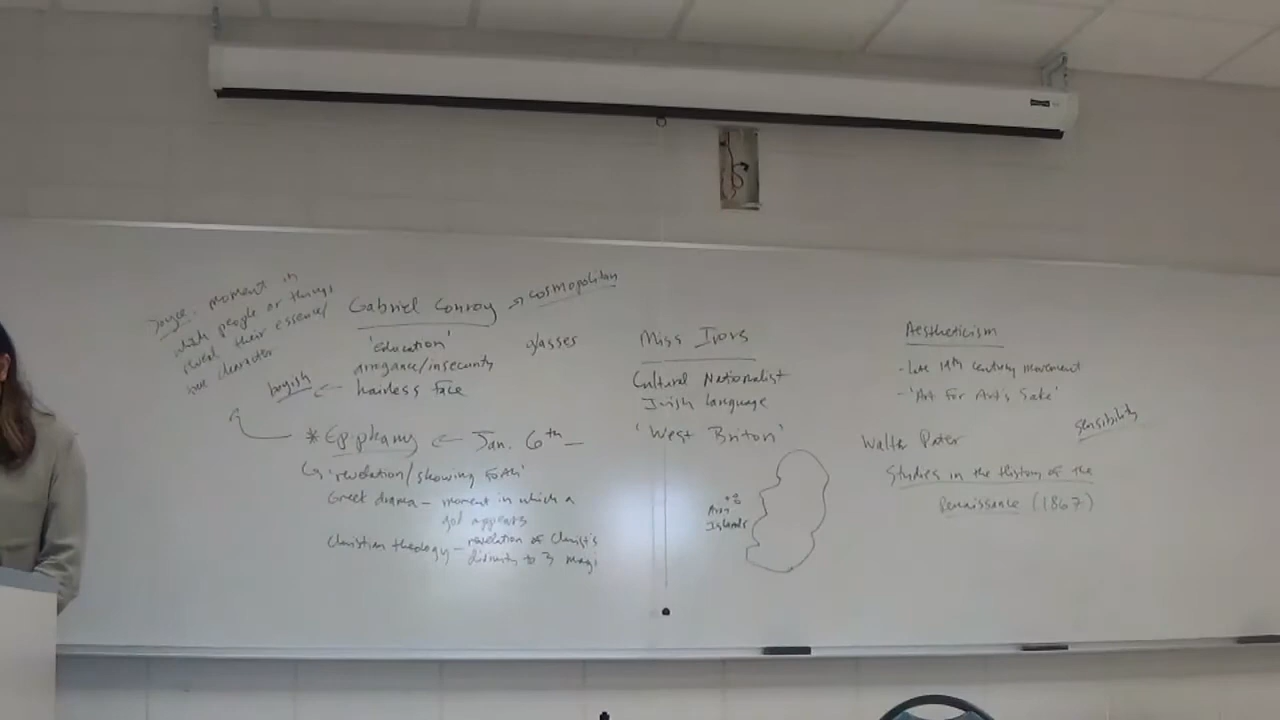 Joyce - moment in
which people or things
reveal their essence/
true character
Gabriel Conroy → cosmopolitan
'education'
glasses
arrogance/insecurity
boyish ← hairless face
* Epiphany ← Jan. 6th
↳ 'revelation/showing forth'
Greek drama - moment in which a
god appears
Christian theology - revelation of Christ's
divinity to 3 magi
Miss Ivors
Cultural Nationalist
Irish Language
'West Briton'
Aran
Islands
Aestheticism
- Late 19th century movement
- 'Art For Art's Sake'
sensibility
Walter Pater
Studies in the History of the
Renaissance (1867)